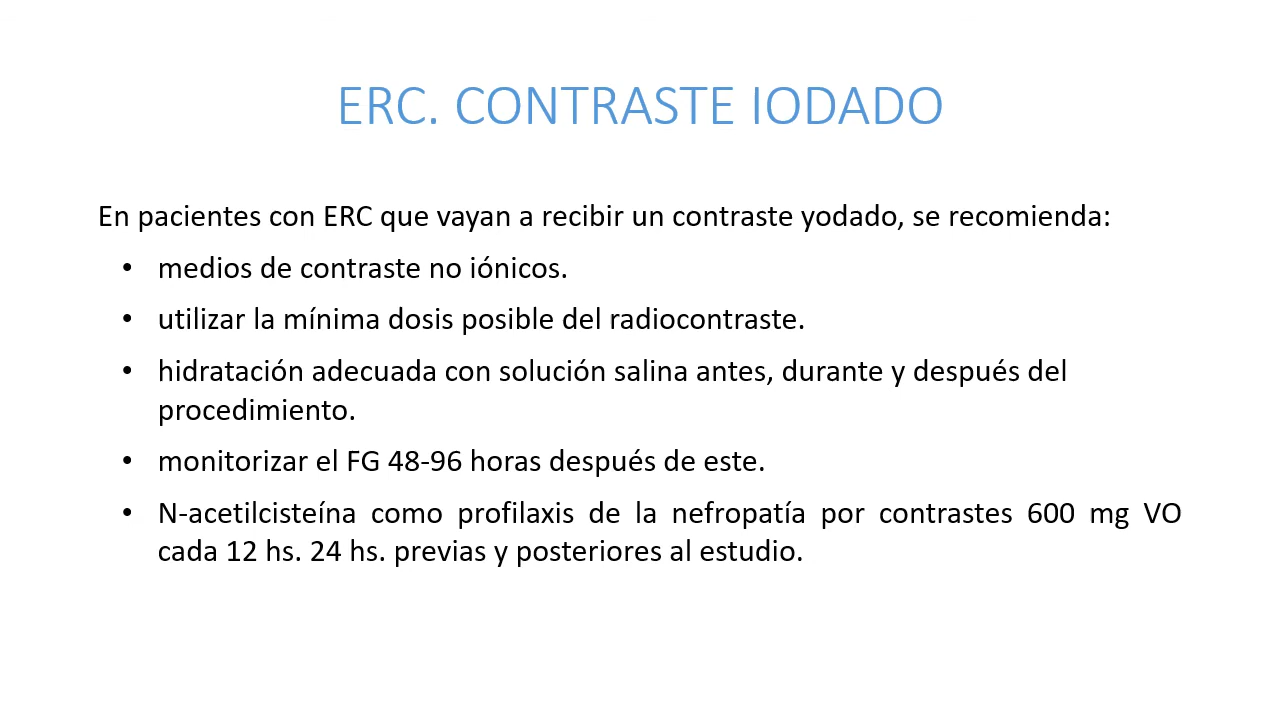 ERC. CONTRASTE IODADO
En pacientes con ERC que vayan a recibir un contraste yodado, se recomienda:
• medios de contraste no iónicos.
• utilizar la mínima dosis posible del radiocontraste.
• hidratación adecuada con solución salina antes, durante y después del
procedimiento.
• monitorizar el FG 48-96 horas después de este.
• N-acetilcisteína como profilaxis de la nefropatía por contrastes 600 mg VO
cada 12 hs. 24 hs. previas y posteriores al estudio.